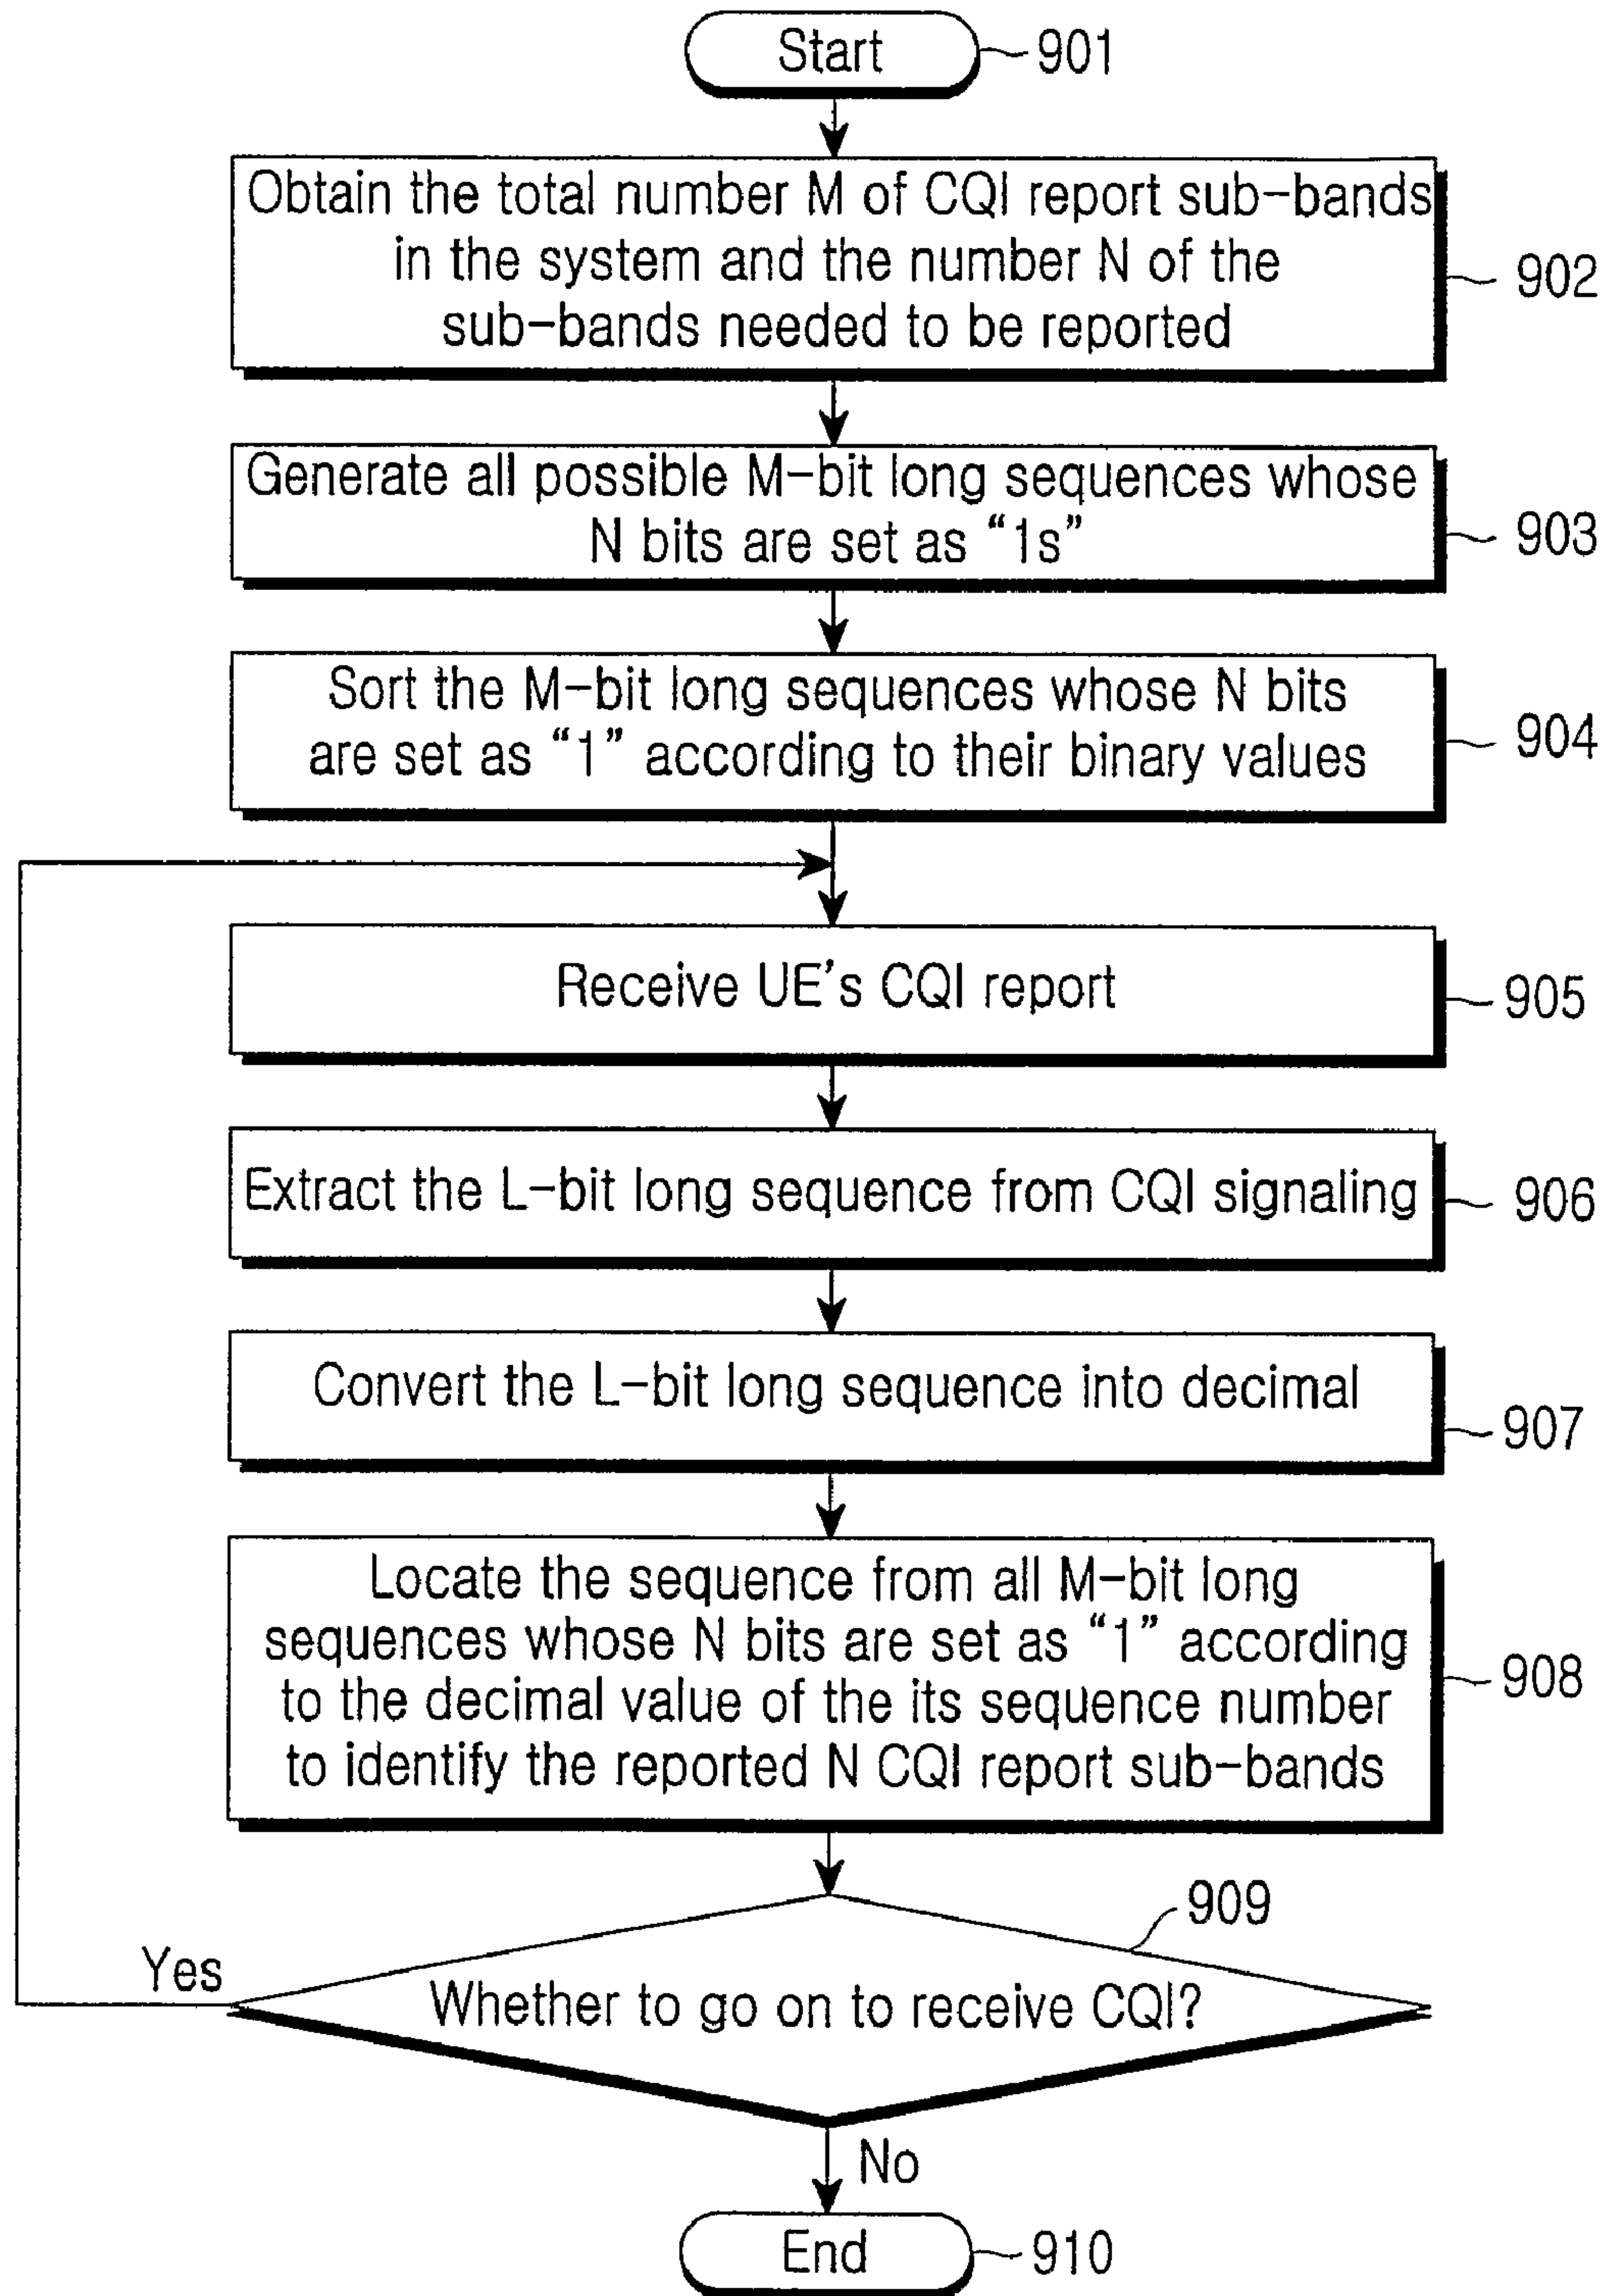 Start
901
Obtain the total number M of CQI report sub-bands
in the system and the number N of the
sub-bands needed to be reported
902
Generate all possible M-bit long sequences whose
N bits are set as “1s”
903
Sort the M-bit long sequences whose N bits
are set as “1” according to their binary values
904
Receive UE's CQI report
905
Extract the L-bit long sequence from CQI signaling
906
Convert the L-bit long sequence into decimal
907
Locate the sequence from all M-bit long
sequences whose N bits are set as “1” according
to the decimal value of the its sequence number
to identify the reported N CQI report sub-bands
908
909
Yes
Whether to go on to receive CQI?
No
End
910